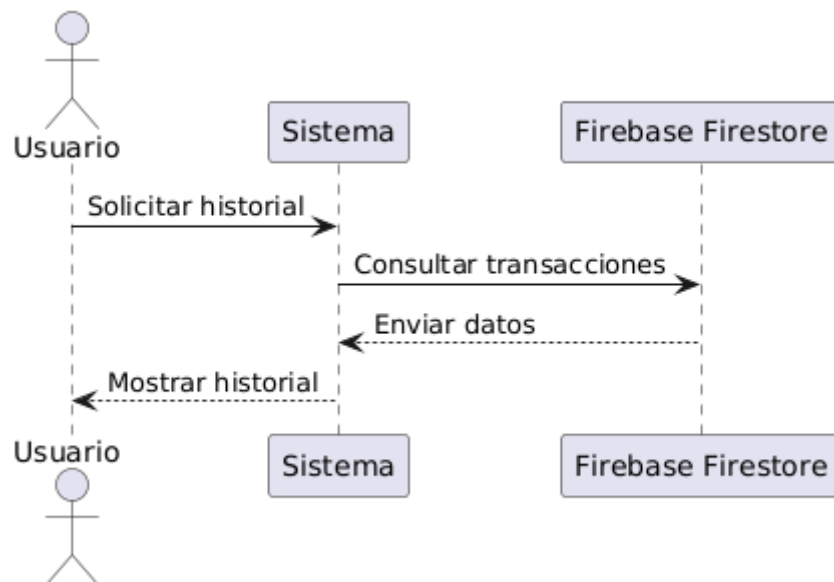 Usuario
Sistema
Firebase Firestore
Solicitar historial
Consultar transacciones
Enviar datos
Mostrar historial
Usuario
Sistema
Firebase Firestore